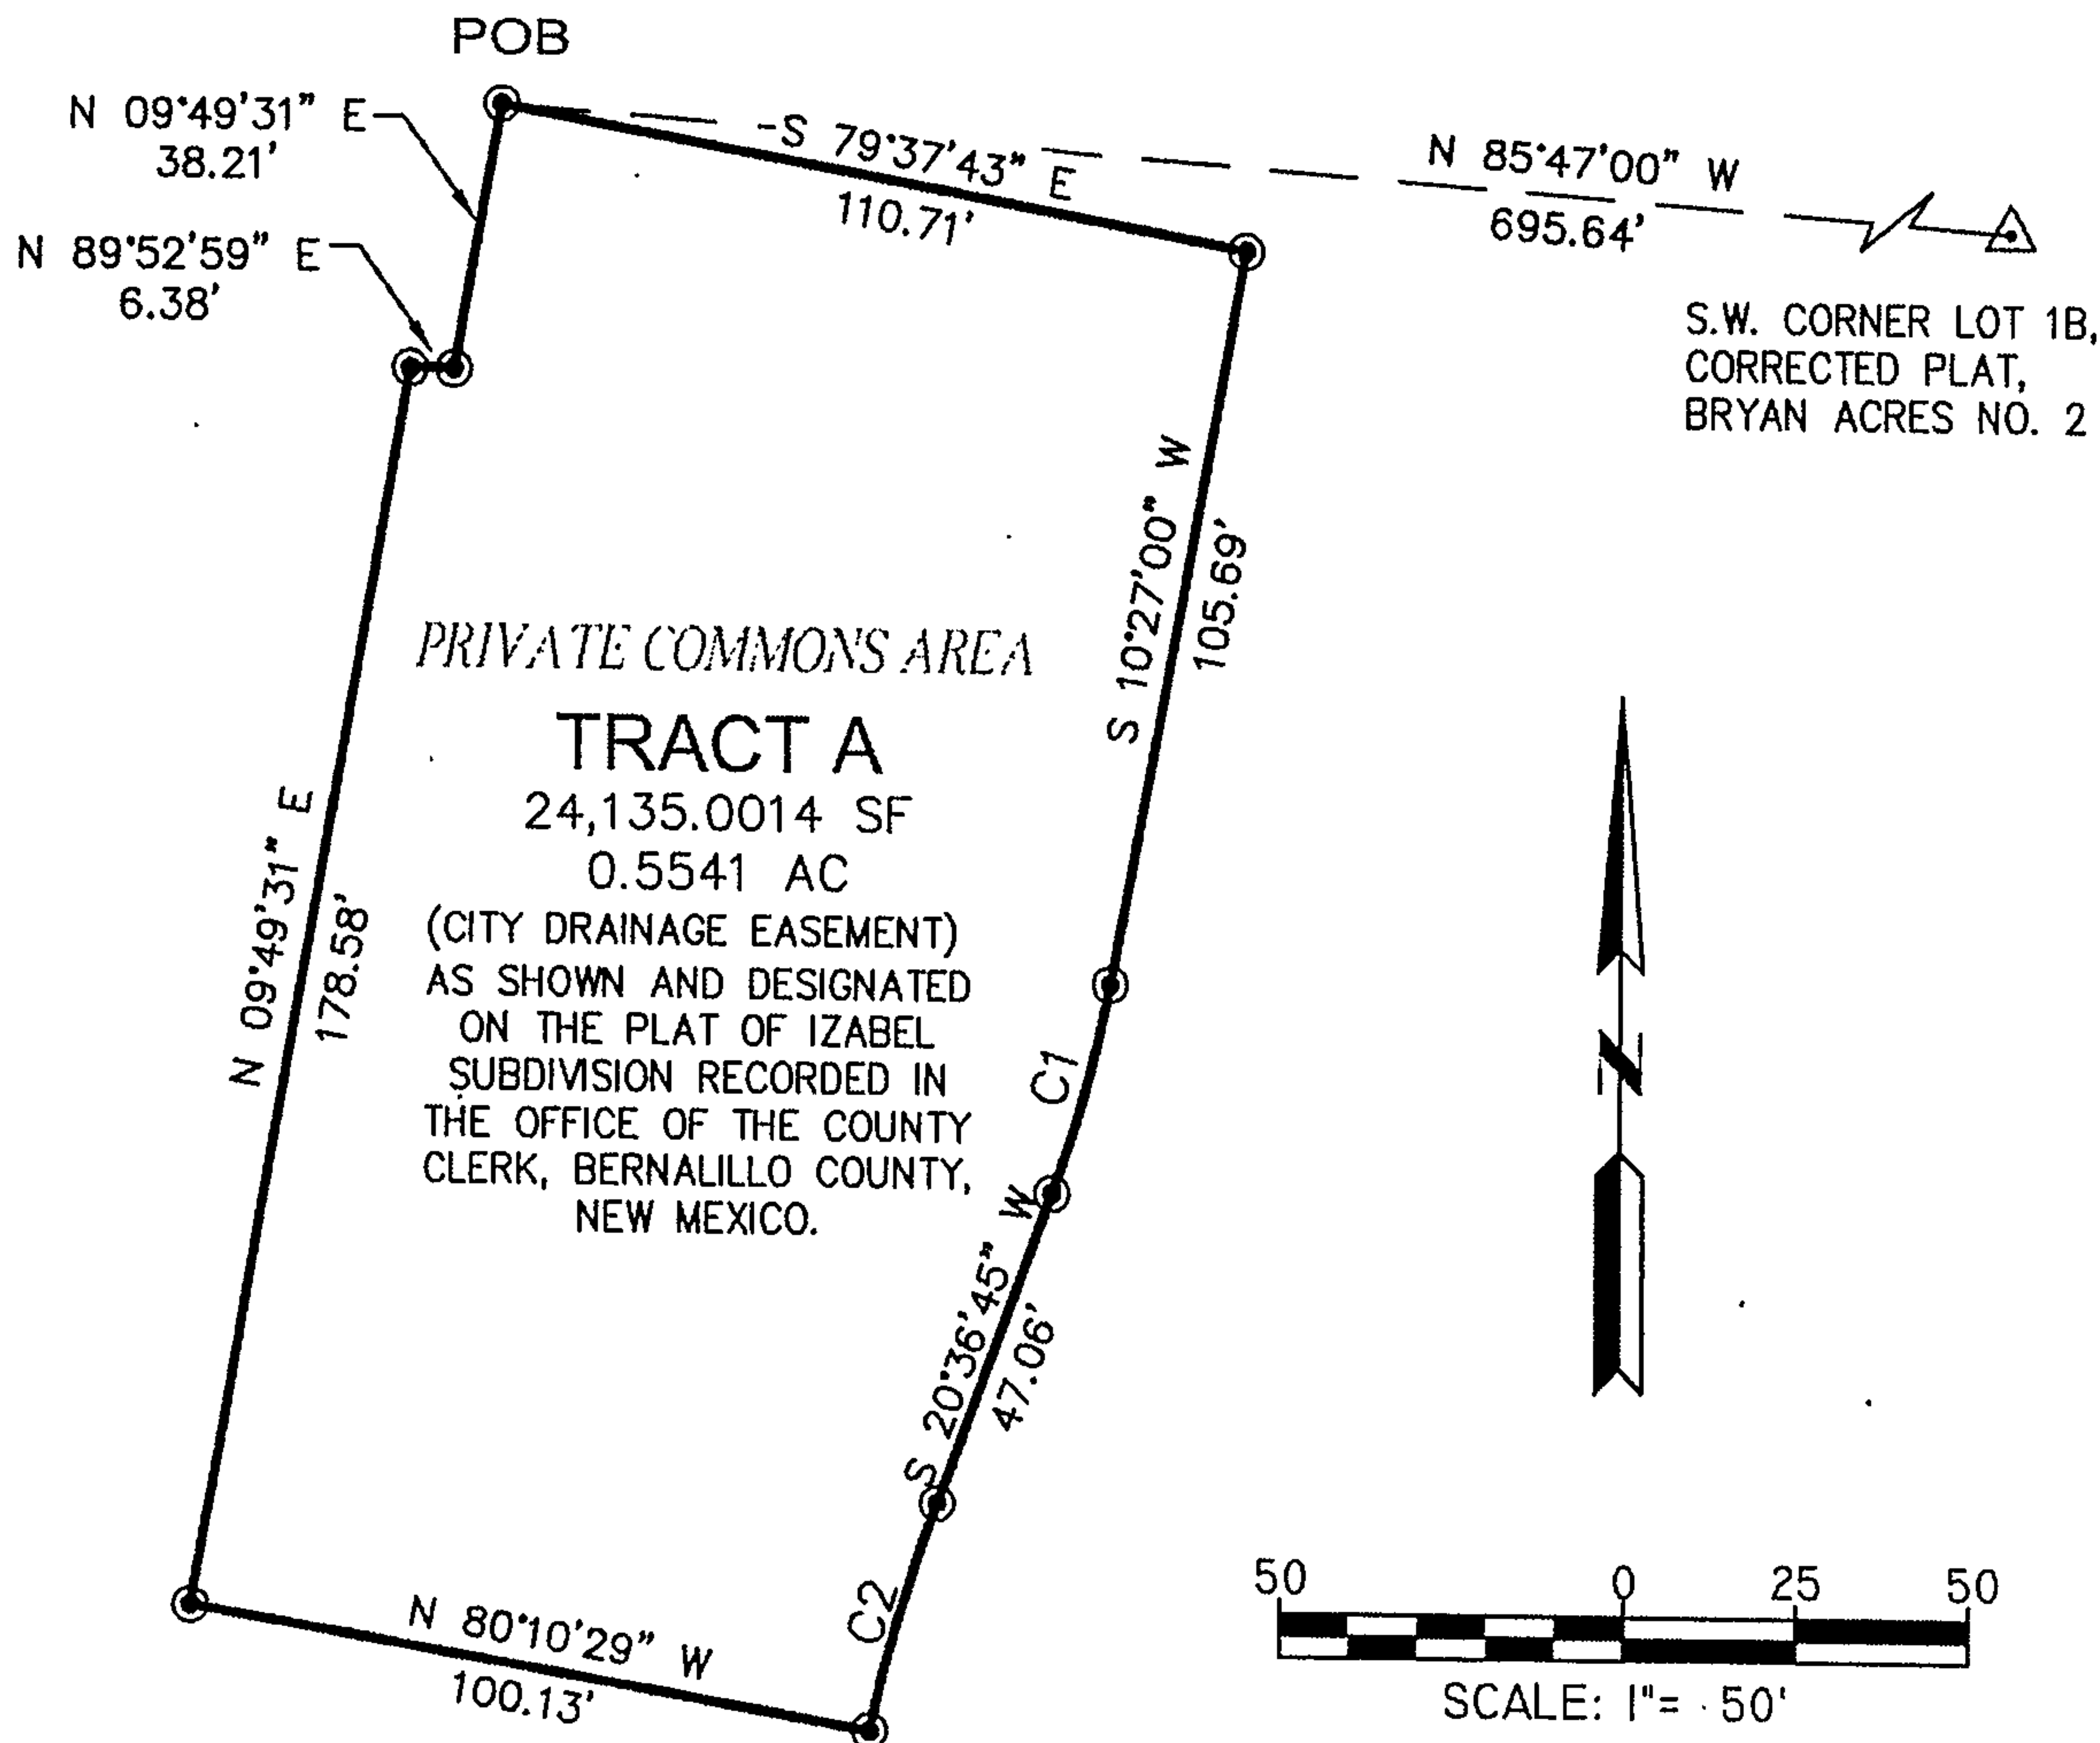 POB
N 09°49'31" E
38.21'
N 89°52'59" E
6.38'
S 79°37'43" E
110.71'
N 85°47'00" W
695.64'
S.W. CORNER LOT 1B,
CORRECTED PLAT,
BRYAN ACRES NO. 2
S 10°27'00" W
105.69'
PRIVATE COMMONS AREA
TRACT A
24,135.0014 SF
0.5541 AC
(CITY DRAINAGE EASEMENT)
AS SHOWN AND DESIGNATED
ON THE PLAT OF IZABEL
SUBDIVISION RECORDED IN
THE OFFICE OF THE COUNTY
CLERK, BERNALILLO COUNTY,
NEW MEXICO.
N 09°49'31" E
178.58'
C1
N
S 20°36'45" W
47.06'
C2
N 80°10'29" W
100.13'
50 0 25 50
SCALE: 1"= 50'